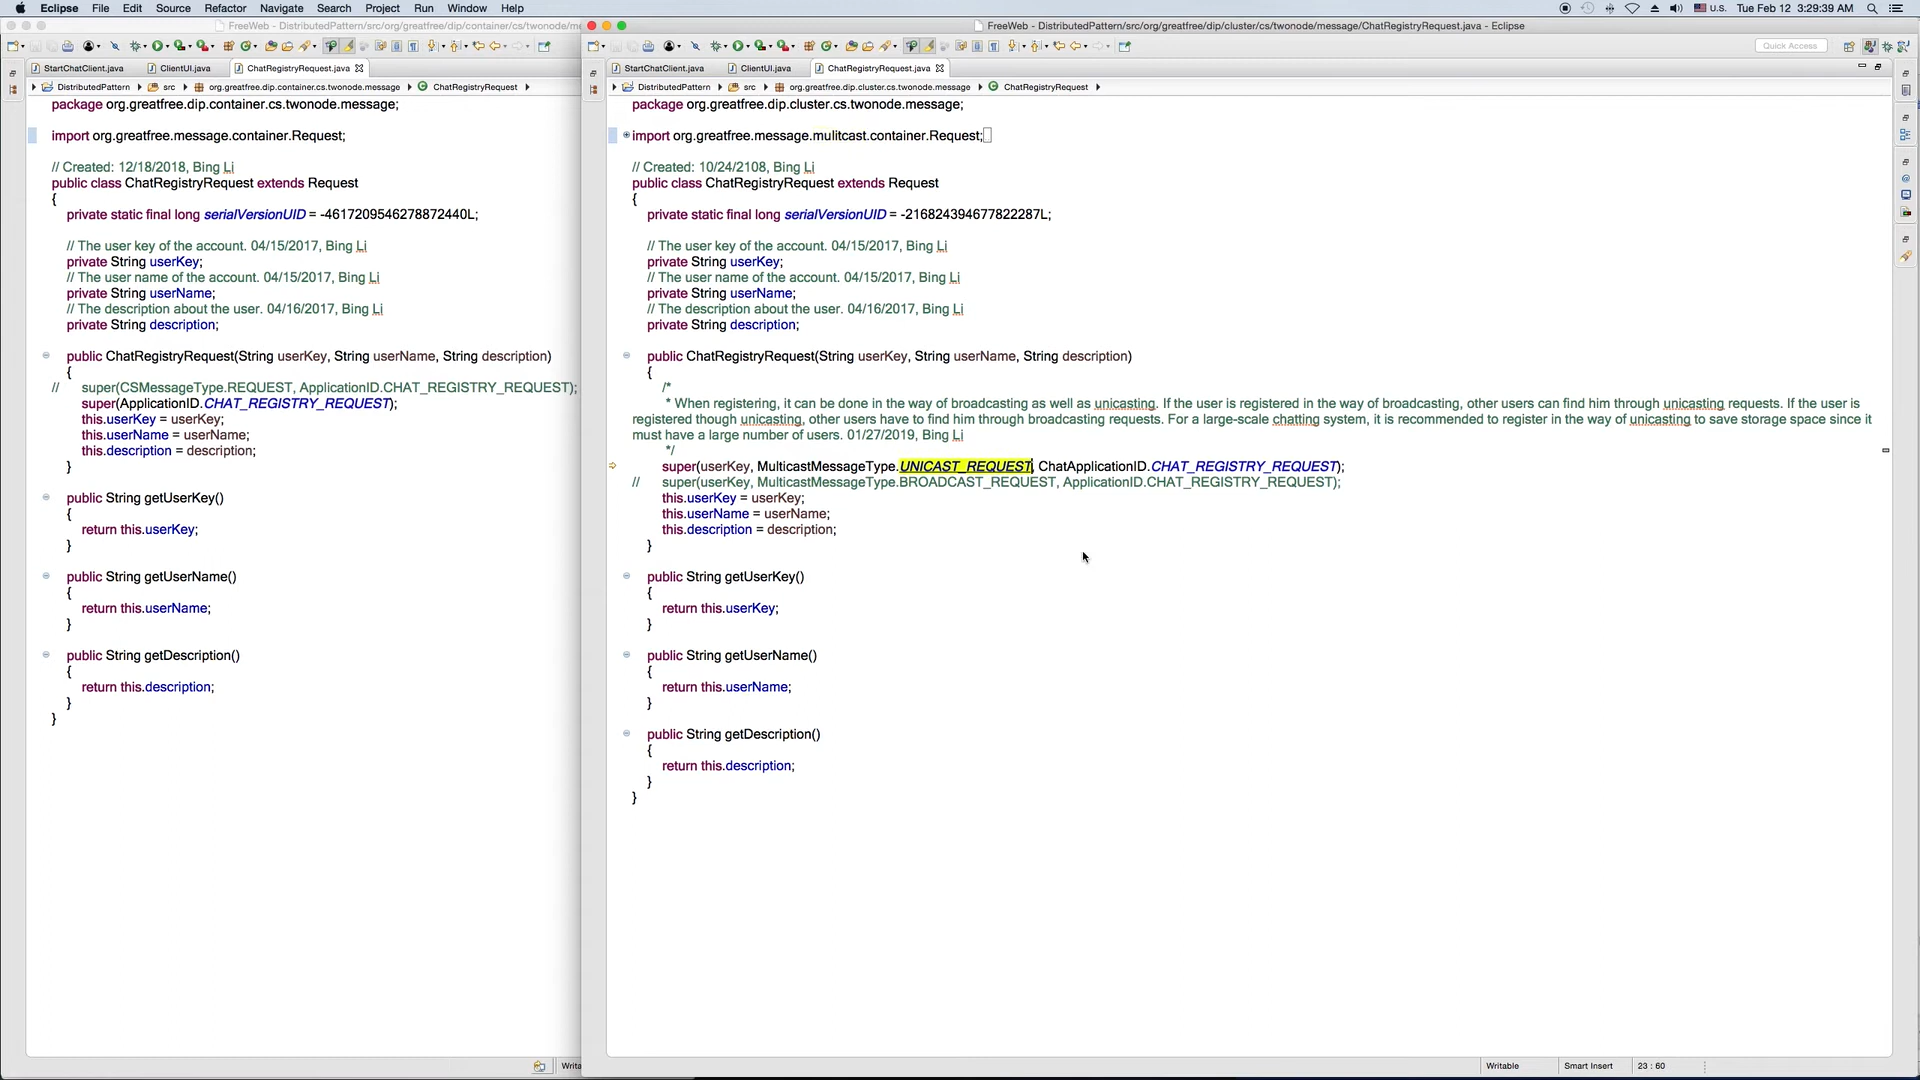 Eclipse File Edit Source Refactor Navigate Search Project Run Window Help U.S. Tue Feb 12 3:29:39 AM
FreeWeb - DistributedPattern/src/org/greatfree/dip/container/cs/twonode/m
StartChatClient.java ClientUI.java ChatRegistryRequest.java
DistributedPattern src org.greatfree.dip.container.cs.twonode.message ChatRegistryRequest
package org.greatfree.dip.container.cs.twonode.message;
import org.greatfree.message.container.Request;
// Created: 12/18/2018, Bing Li
public class ChatRegistryRequest extends Request
{
private static final long serialVersionUID = -4617209546278872440L;
// The user key of the account. 04/15/2017, Bing Li
private String userKey;
// The user name of the account. 04/15/2017, Bing Li
private String userName;
// The description about the user. 04/16/2017, Bing Li
private String description;
public ChatRegistryRequest(String userKey, String userName, String description)
{
// super(CSMessageType.REQUEST, ApplicationID.CHAT_REGISTRY_REQUEST);
super(ApplicationID.CHAT_REGISTRY_REQUEST);
this.userKey = userKey;
this.userName = userName;
this.description = description;
}
public String getUserKey()
{
return this.userKey;
}
public String getUserName()
{
return this.userName;
}
public String getDescription()
{
return this.description;
}
}
Writa
FreeWeb - DistributedPattern/src/org/greatfree/dip/cluster/cs/twonode/message/ChatRegistryRequest.java - Eclipse
Quick Access
StartChatClient.java ClientUI.java ChatRegistryRequest.java
DistributedPattern src org.greatfree.dip.cluster.cs.twonode.message ChatRegistryRequest
package org.greatfree.dip.cluster.cs.twonode.message;
import org.greatfree.message.mulitcast.container.Request;
// Created: 10/24/2108, Bing Li
public class ChatRegistryRequest extends Request
{
private static final long serialVersionUID = -216824394677822287L;
// The user key of the account. 04/15/2017, Bing Li
private String userKey;
// The user name of the account. 04/15/2017, Bing Li
private String userName;
// The description about the user. 04/16/2017, Bing Li
private String description;
public ChatRegistryRequest(String userKey, String userName, String description)
{
/*
* When registering, it can be done in the way of broadcasting as well as unicasting. If the user is registered in the way of broadcasting, other users can find him through unicasting requests. If the user is
registered though unicasting, other users have to find him through broadcasting requests. For a large-scale chatting system, it is recommended to register in the way of unicasting to save storage space since it
must have a large number of users. 01/27/2019, Bing Li
*/
super(userKey, MulticastMessageType.UNICAST_REQUEST, ChatApplicationID.CHAT_REGISTRY_REQUEST);
// super(userKey, MulticastMessageType.BROADCAST_REQUEST, ApplicationID.CHAT_REGISTRY_REQUEST);
this.userKey = userKey;
this.userName = userName;
this.description = description;
}
public String getUserKey()
{
return this.userKey;
}
public String getUserName()
{
return this.userName;
}
public String getDescription()
{
return this.description;
}
}
Writable Smart Insert 23 : 60